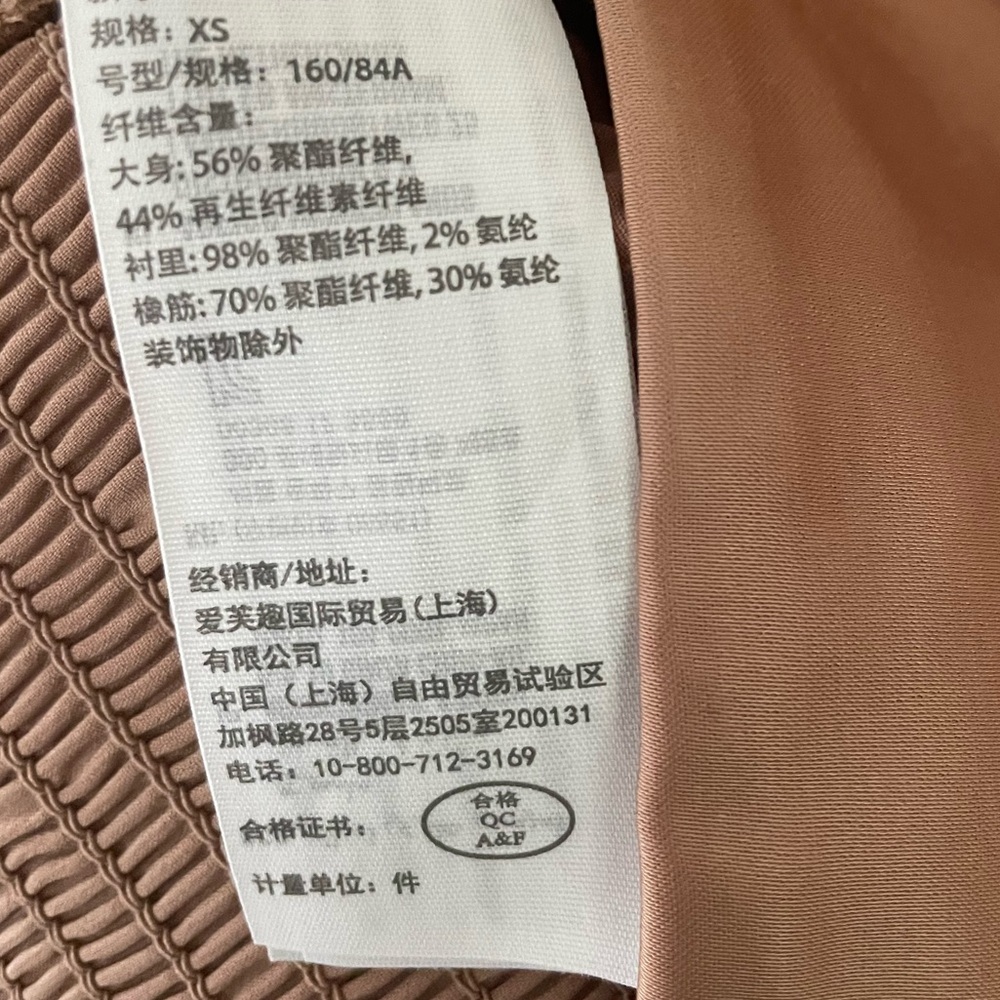 规格: XS
号型/规格: 160/84A
纤维含量:
大身: 56% 聚酯纤维,
44% 再生纤维素纤维
衬里: 98% 聚酯纤维, 2% 氨纶
橡筋: 70% 聚酯纤维, 30% 氨纶
装饰物除外
经销商/地址:
爱芙趣国际贸易(上海)
有限公司
中国（上海）自由贸易试验区
加枫路28号5层2505室200131
电话: 10-800-712-3169
合格证书:
合格
QC
A&F
计量单位: 件